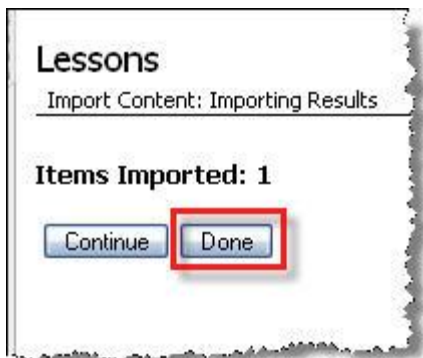 Lessons
Import Content: Importing Results
Items Imported: 1
Continue Done